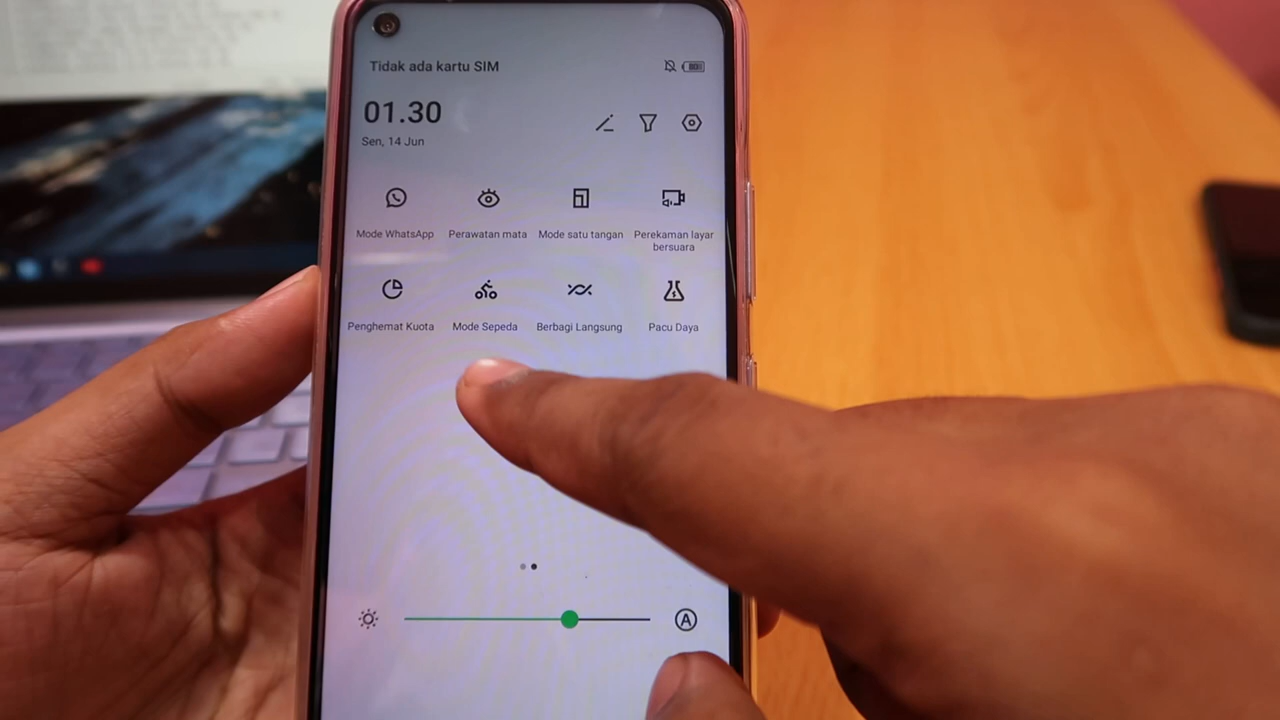 Tidak ada kartu SIM
01.30
Sen, 14 Jun
Mode WhatsApp
Perawatan mata
Mode satu tangan
Perekaman layar
bersuara
Penghemat Kuota
Mode Sepeda
Berbagi Langsung
Pacu Daya
A